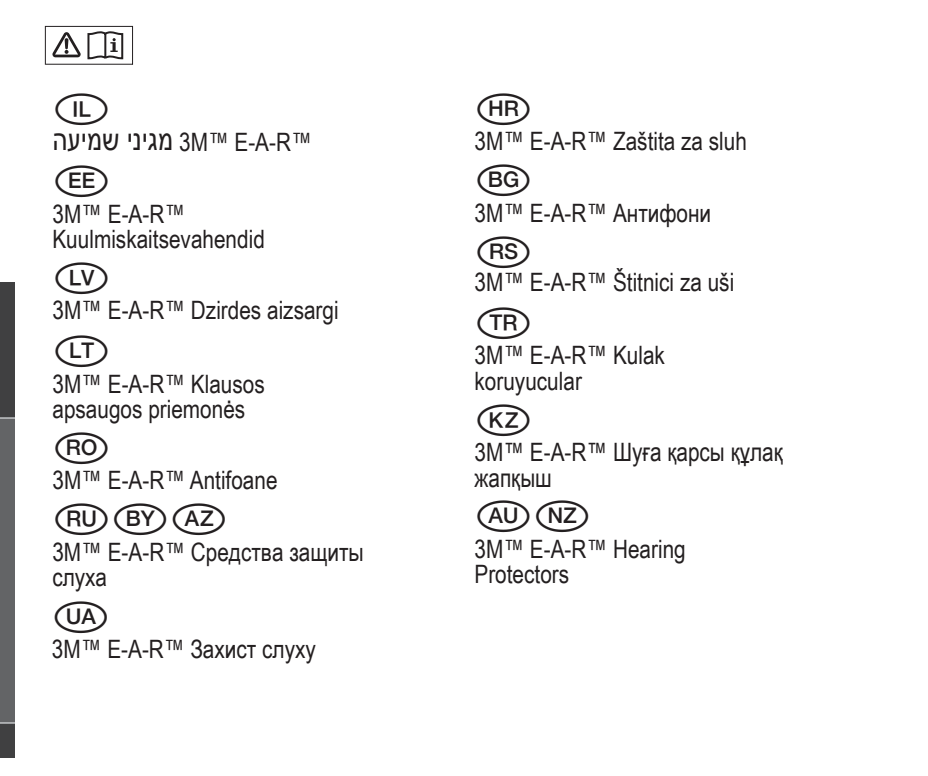 IL
3M™ E-A-R™ מגיני שמיעה
EE
3M™ E-A-R™
Kuulmiskaitsevahendid
LV
3M™ E-A-R™ Dzirdes aizsargi
LT
3M™ E-A-R™ Klausos
apsaugos priemonės
RO
3M™ E-A-R™ Antifoane
RU BY AZ
3M™ E-A-R™ Средства защиты
слуха
UA
3M™ E-A-R™ Захист слуху
HR
3M™ E-A-R™ Zaštita za sluh
BG
3M™ E-A-R™ Антифони
RS
3M™ E-A-R™ Štitnici za uši
TR
3M™ E-A-R™ Kulak
koruyucular
KZ
3M™ E-A-R™ Шуға қарсы құлақ
жапқыш
AU NZ
3M™ E-A-R™ Hearing
Protectors